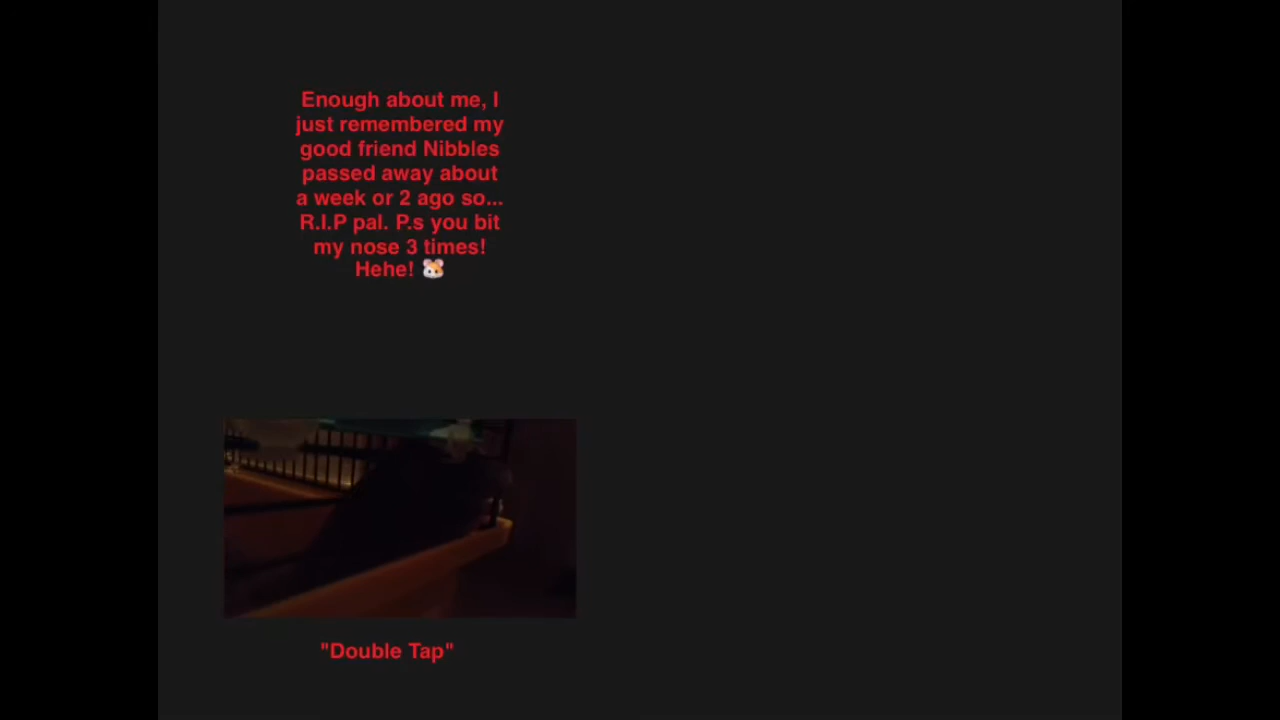 Enough about me, I
just remembered my
good friend Nibbles
passed away about
a week or 2 ago so...
R.I.P pal. P.s you bit
my nose 3 times!
Hehe! 🐹
"Double Tap"